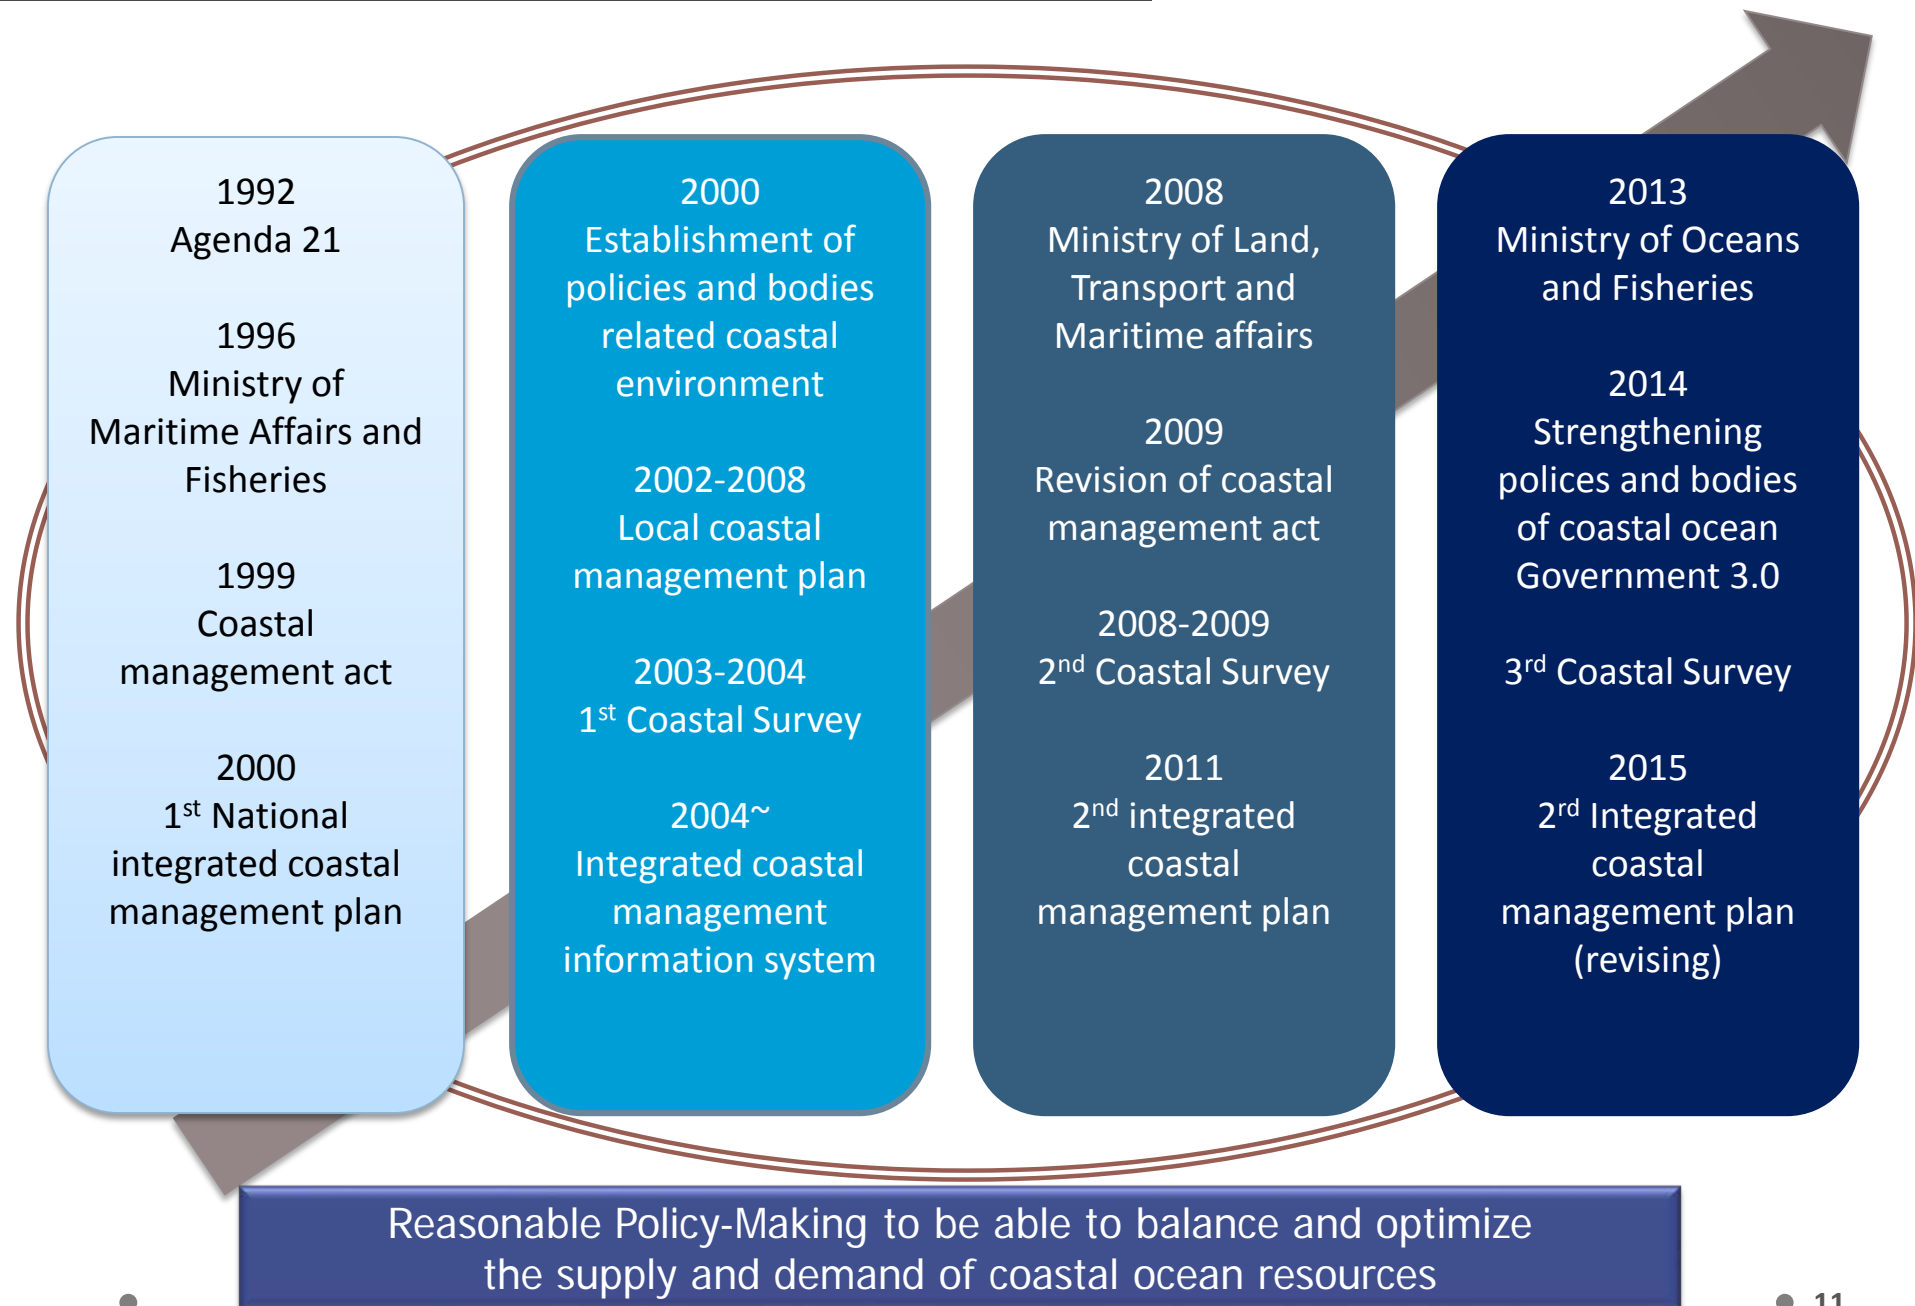 1992
Agenda 21
1996
Ministry of
Maritime Affairs and
Fisheries
1999
Coastal
management act
2000
1st National
integrated coastal
management plan
2000
Establishment of
policies and bodies
related coastal
environment
2002-2008
Local coastal
management plan
2003-2004
1st Coastal Survey
2004~
Integrated coastal
management
information system
2008
Ministry of Land,
Transport and
Maritime affairs
2009
Revision of coastal
management act
2008-2009
2nd Coastal Survey
2011
2nd integrated
coastal
management plan
2013
Ministry of Oceans
and Fisheries
2014
Strengthening
polices and bodies
of coastal ocean
Government 3.0
3rd Coastal Survey
2015
2rd Integrated
coastal
management plan
(revising)
Reasonable Policy-Making to be able to balance and optimize
the supply and demand of coastal ocean resources
11